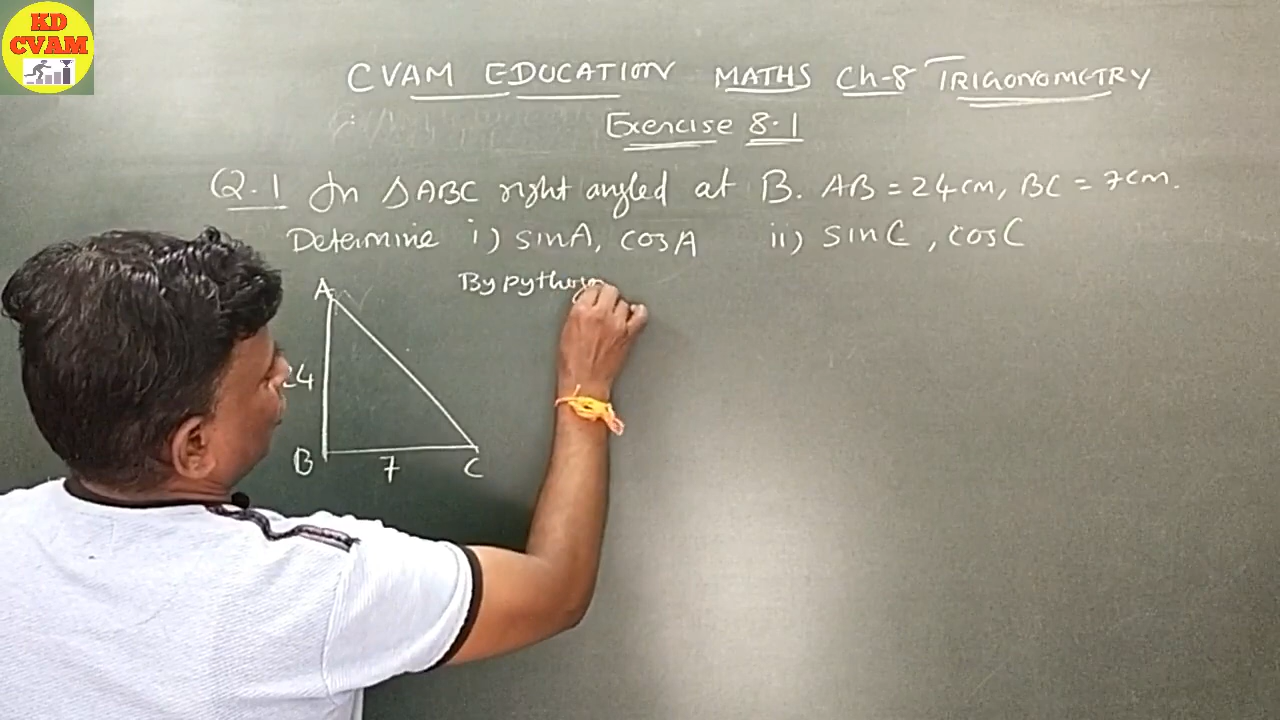 KD
CVAM
CVAM EDUCATION MATHS Ch-8 TRIGONOMETRY
Exercise 8.1
Q.1 In △ABC right angled at B. AB = 24cm, BC = 7cm.
Determine i) sinA, cosA ii) sinC, cosC
By
A
24
B 7 C